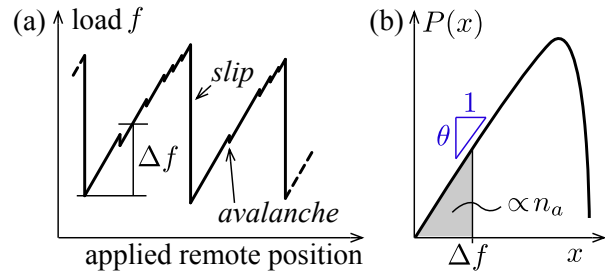 (a)
load f
slip
Δf
avalanche
applied remote position
(b)
P(x)
1
θ
∝ n_a
Δf
x